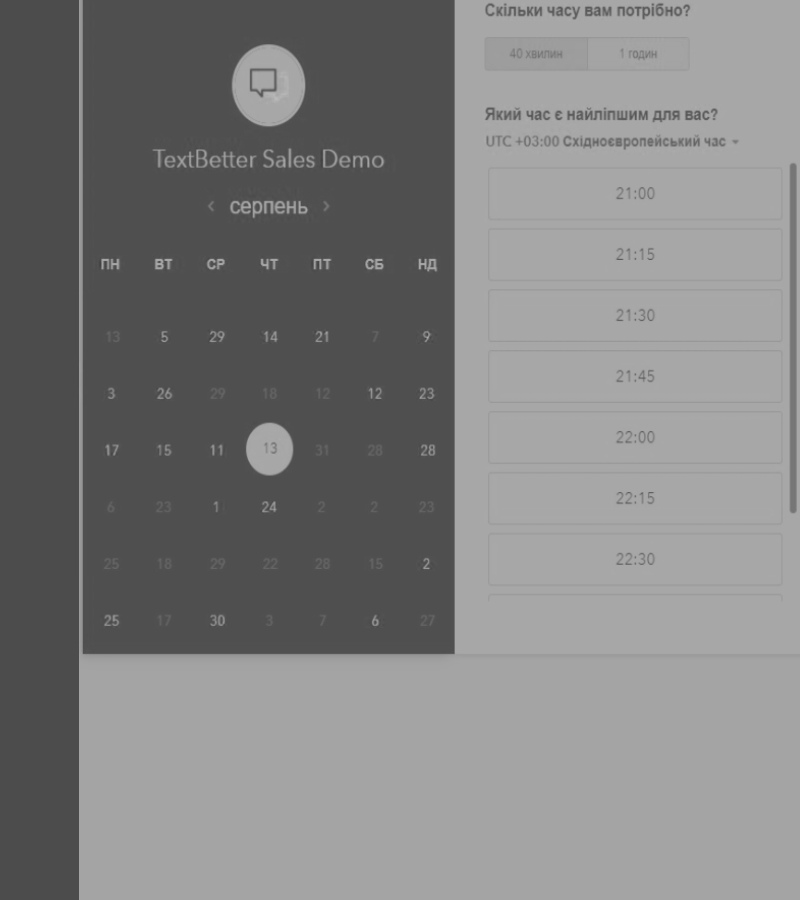 TextBetter Sales Demo
серпень
ПН ВТ СР ЧТ ПТ СБ НД
13 5 29 14 21 7 9
3 26 29 18 12 12 23
17 15 11 13 31 28 28
6 23 1 24 2 2 23
25 18 29 22 28 15 2
25 17 30 3 7 6 27
Скільки часу вам потрібно?
40 хвилин 1 годин
Який час є найліпшим для вас?
UTC +03:00 Східноєвропейський час
21:00
21:15
21:30
21:45
22:00
22:15
22:30